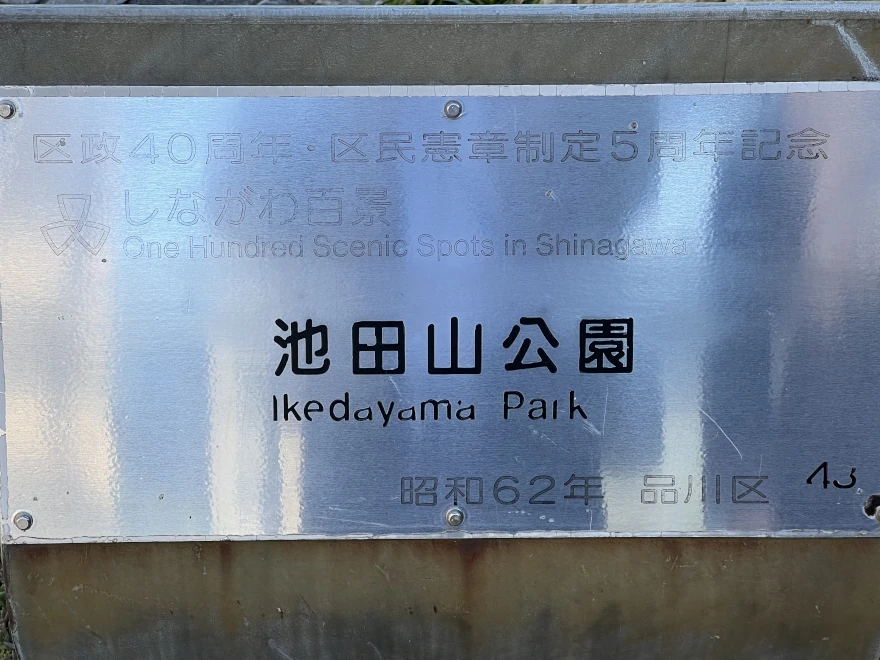 区政40周年・区民憲章制定5周年記念
しながわ百景
One Hundred Scenic Spots in Shinagawa
池田山公園
Ikedayama Park
昭和62年 品川区 43